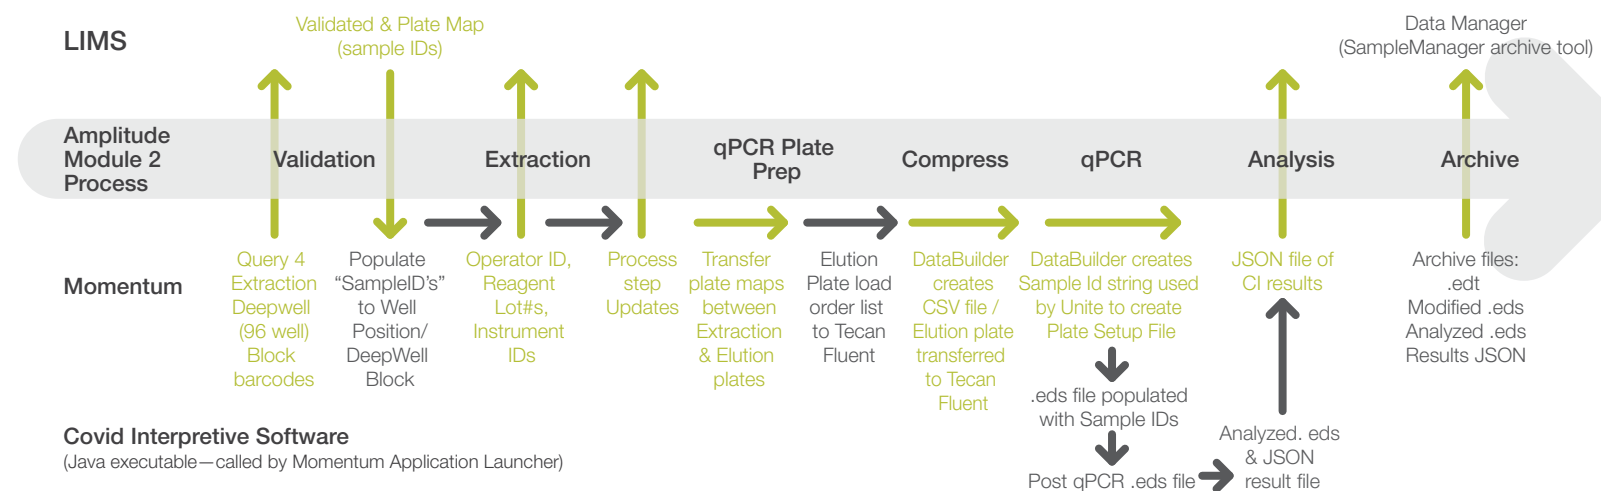 LIMS
Validated & Plate Map
(sample IDs)
Data Manager
(SampleManager archive tool)
Amplitude
Module 2
Process
Validation
Extraction
qPCR Plate
Prep
Compress
qPCR
Analysis
Archive
Momentum
Query 4
Extraction
Deepwell
(96 well)
Block
barcodes
Populate
“SampleID’s”
to Well
Position/
DeepWell
Block
Operator ID,
Reagent
Lot#s,
Instrument
IDs
Process
step
Updates
Transfer
plate maps
between
Extraction
& Elution
plates
Elution
Plate load
order list
to Tecan
Fluent
DataBuilder
creates
CSV file /
Elution plate
transferred
to Tecan
Fluent
DataBuilder creates
Sample Id string used
by Unite to create
Plate Setup File
.eds file populated
with Sample IDs
Post qPCR .eds file
Analyzed. eds
& JSON
result file
JSON file of
CI results
Archive files:
.edt
Modified .eds
Analyzed .eds
Results JSON
Covid Interpretive Software
(Java executable—called by Momentum Application Launcher)